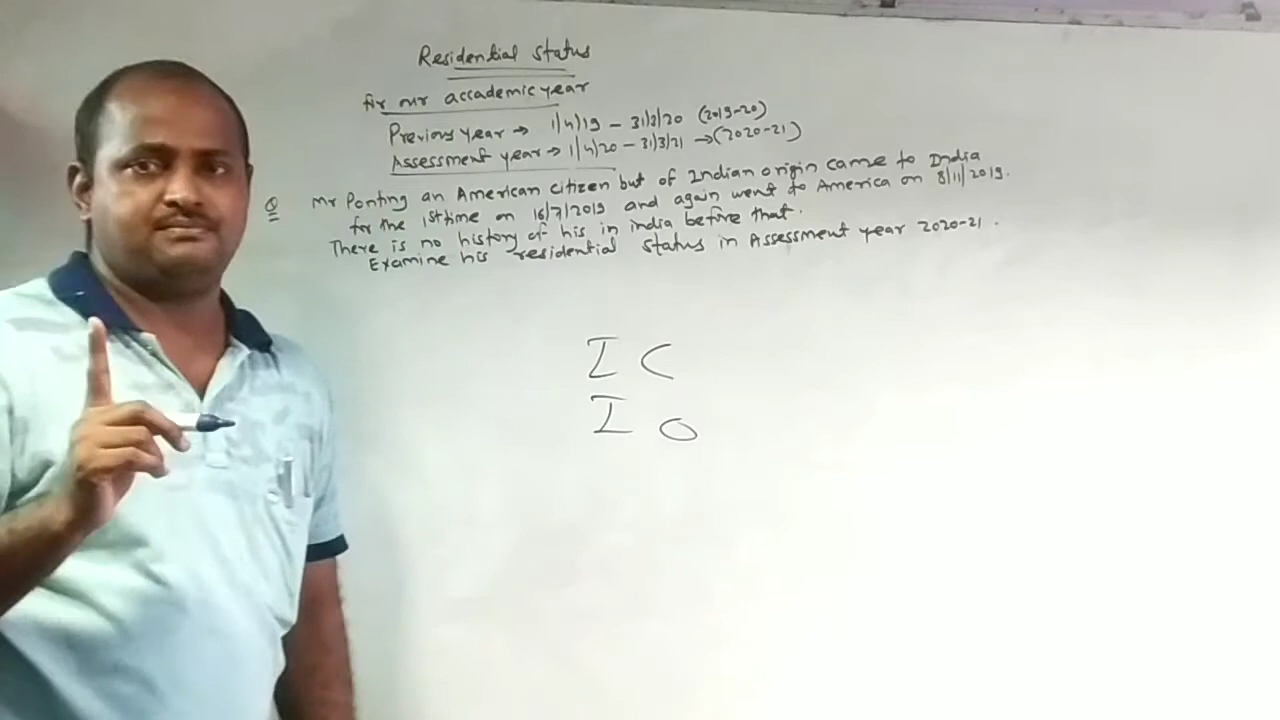 Residential Status
for our accademic year
Previous year → 1/4/19 - 31/3/20 (2019-20)
Assessment year → 1/4/20 - 31/3/21 → (2020-21)
Q Mr Ponting an American citizen but of Indian origin came to India
for the 1st time on 16/7/2019 and again went to America on 8/11/2019.
There is no history of his in india before that.
Examine his residential status in Assessment year 2020-21.
I C
I O